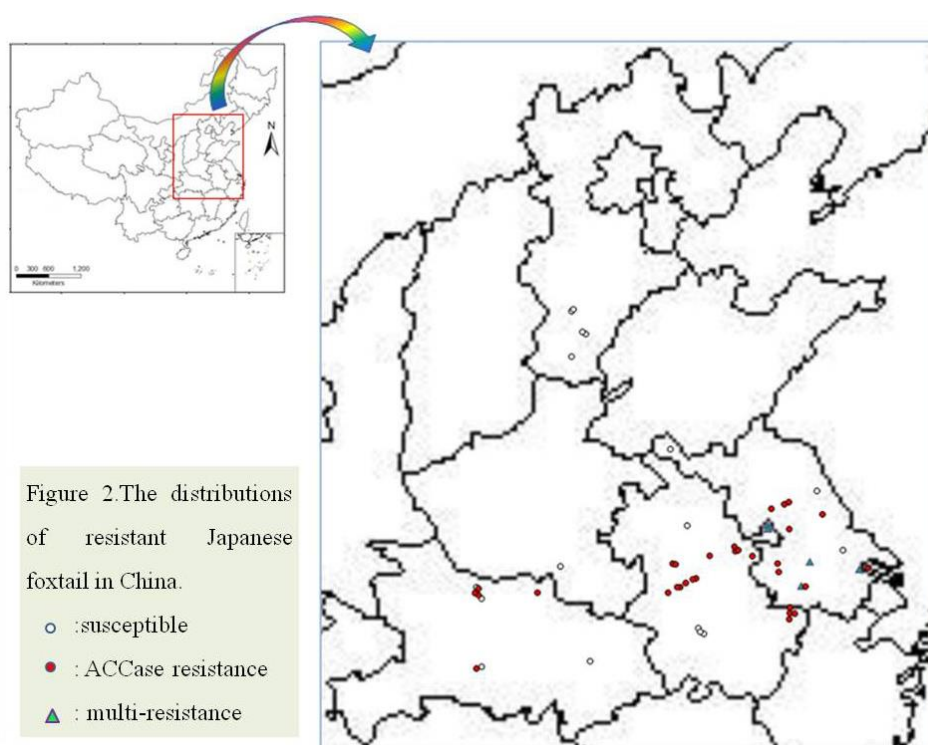 N
0 300 600 1,200
Kilometers
Figure 2.The distributions
of resistant Japanese
foxtail in China.
:susceptible
: ACCase resistance
: multi-resistance